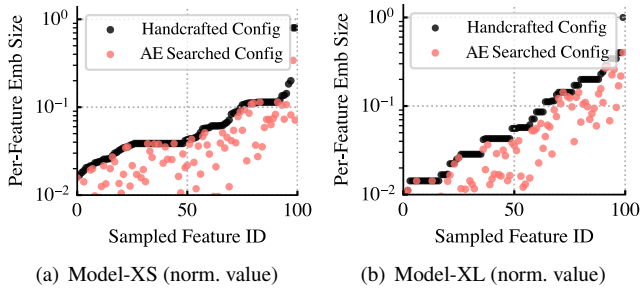 10⁰
10⁻¹
10⁻²
Per-Feature Emb Size
Handcrafted Config
AE Searched Config
0
50
100
Sampled Feature ID
(a) Model-XS (norm. value)
10⁰
10⁻¹
10⁻²
Per-Feature Emb Size
Handcrafted Config
AE Searched Config
0
50
100
Sampled Feature ID
(b) Model-XL (norm. value)